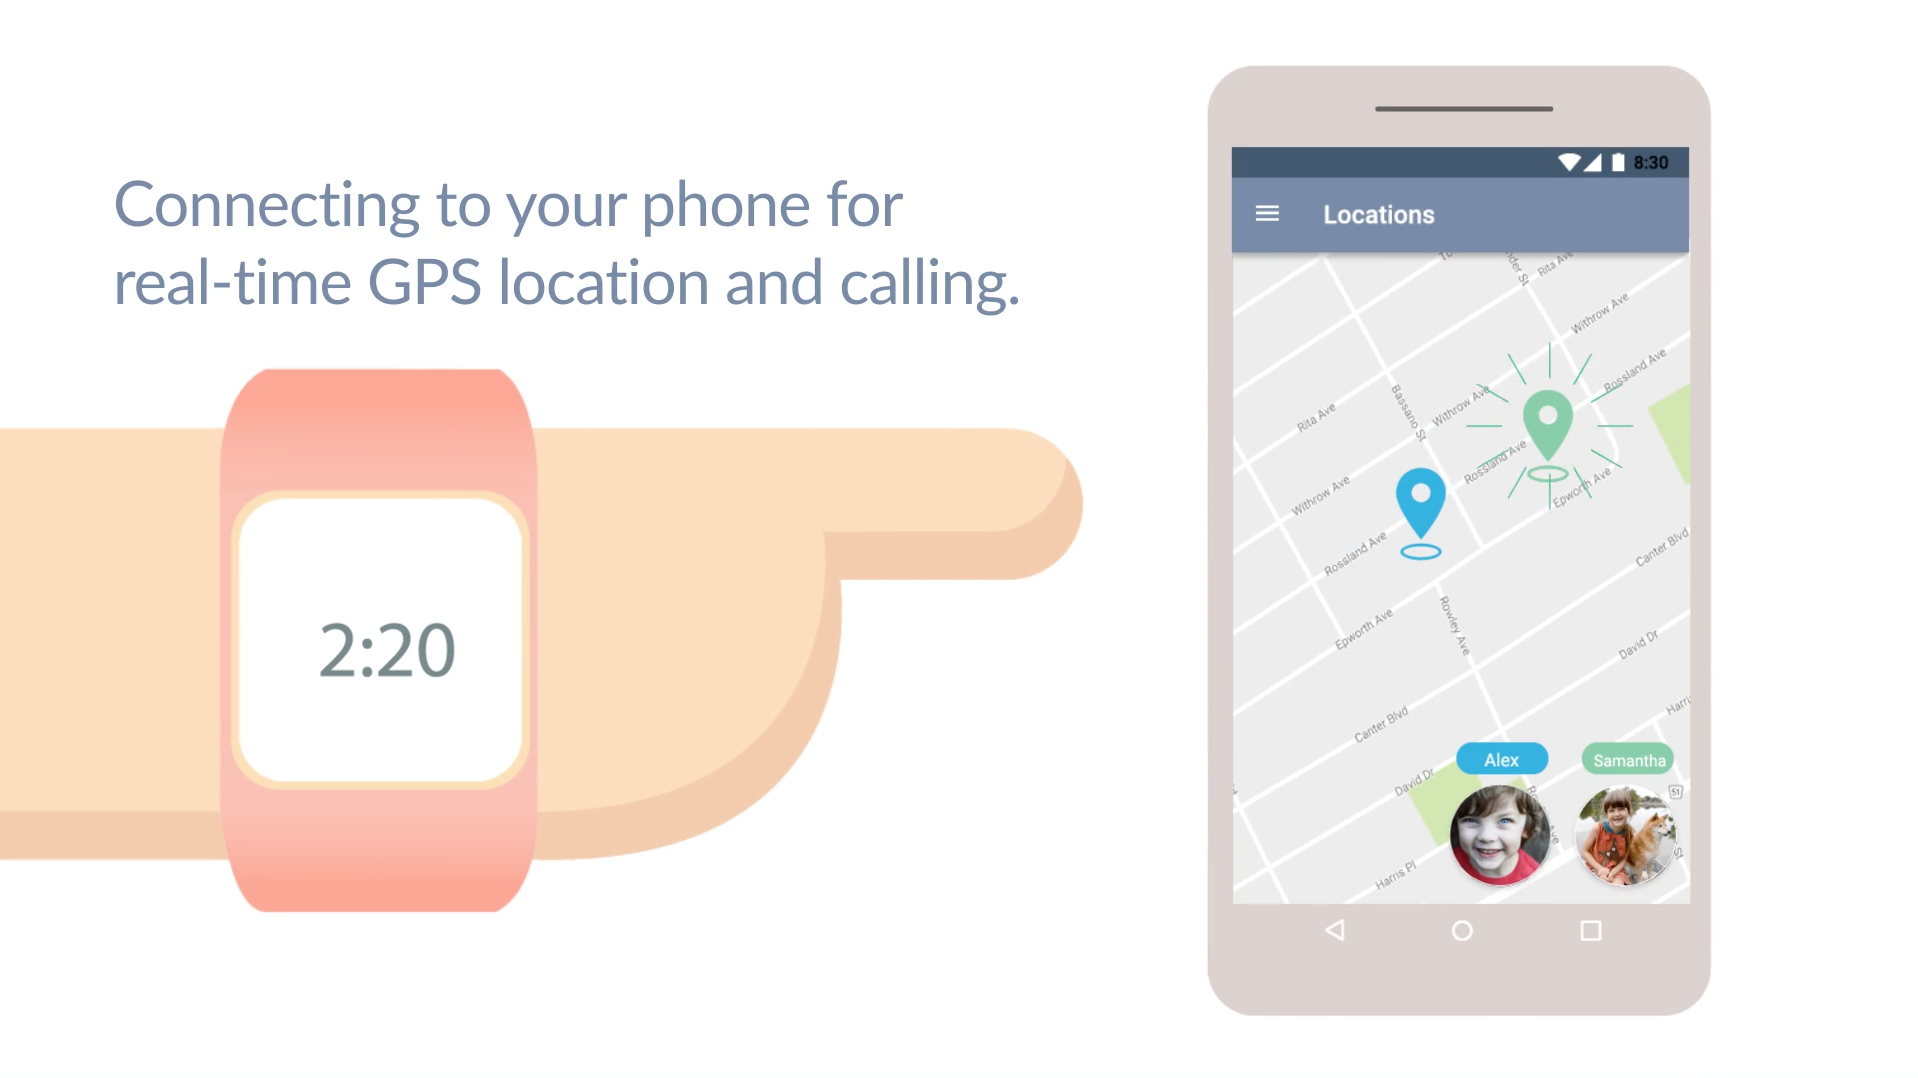 Connecting to your phone for
real-time GPS location and calling.
2:20
8:30
Locations
Rita Ave
Withrow Ave
Rossland Ave
Bassano St
Withrow Ave
Rita Ave
Rossland Ave
Epworth Ave
Withrow Ave
Rossland Ave
Canter Blvd
Epworth Ave
Rowley Ave
David Dr
Canter Blvd
Alex
Samantha
David Dr
51
Harris Pl